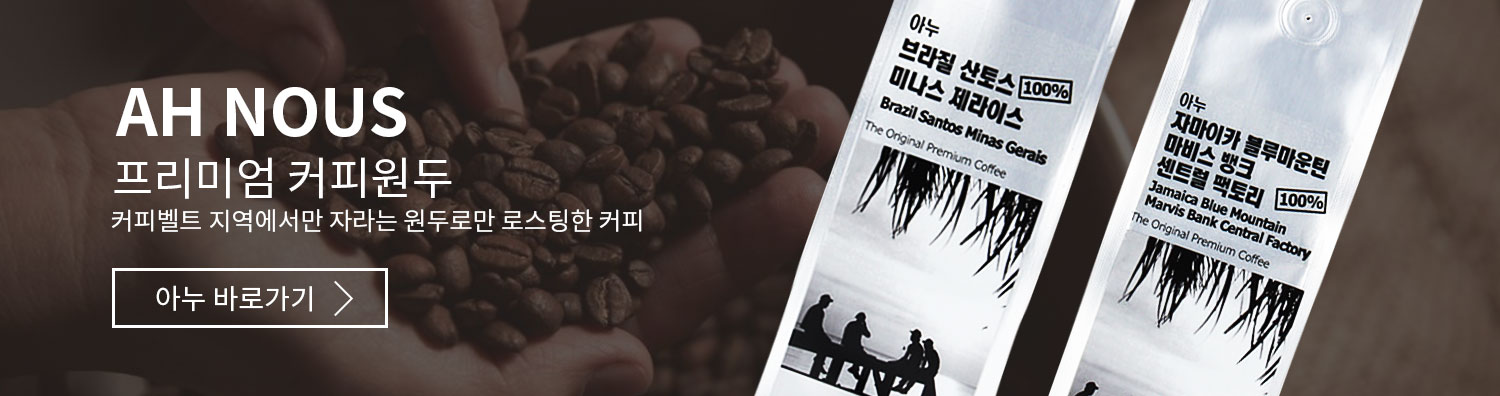 AH NOUS
프리미엄 커피원두
커피벨트 지역에서만 자라는 원두로만 로스팅한 커피
아누 바로가기
아누
브라질 산토스 100%
미나스 제라이스
Brazil Santos Minas Gerais
The Original Premium Coffee
아누
자마이카 블루마운틴
마비스 뱅크
센트럴 팩토리 100%
Jamaica Blue Mountain
Marvis Bank Central Factory
The Original Premium Coffee